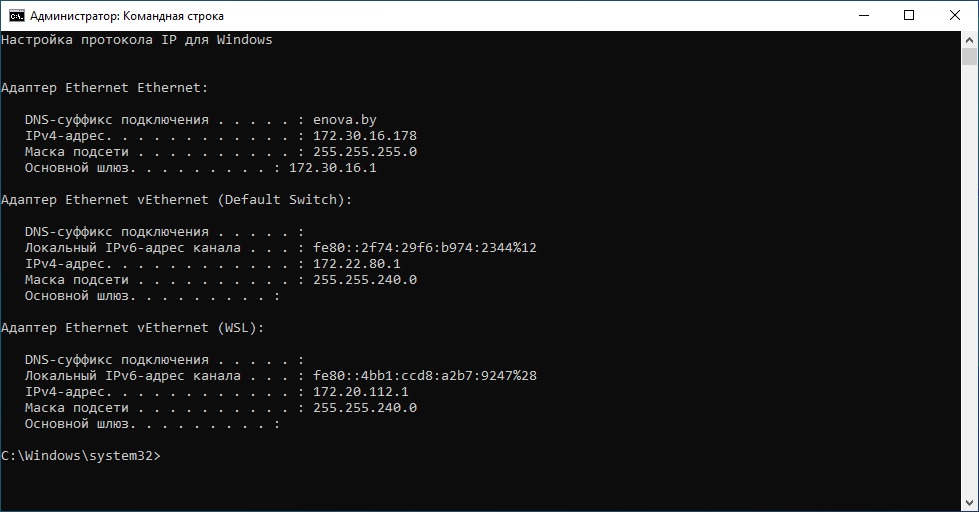 Администратор: Командная строка
Настройка протокола IP для Windows
Адаптер Ethernet Ethernet:
DNS-суффикс подключения . . . . . : enova.by
IPv4-адрес. . . . . . . . . . . . : 172.30.16.178
Маска подсети . . . . . . . . . . : 255.255.255.0
Основной шлюз. . . . . . . . . : 172.30.16.1
Адаптер Ethernet vEthernet (Default Switch):
DNS-суффикс подключения . . . . . :
Локальный IPv6-адрес канала . . . : fe80::2f74:29f6:b974:2344%12
IPv4-адрес. . . . . . . . . . . . : 172.22.80.1
Маска подсети . . . . . . . . . . : 255.255.240.0
Основной шлюз. . . . . . . . . :
Адаптер Ethernet vEthernet (WSL):
DNS-суффикс подключения . . . . . :
Локальный IPv6-адрес канала . . . : fe80::4bb1:ccd8:a2b7:9247%28
IPv4-адрес. . . . . . . . . . . . : 172.20.112.1
Маска подсети . . . . . . . . . . : 255.255.240.0
Основной шлюз. . . . . . . . . :
C:\Windows\system32>